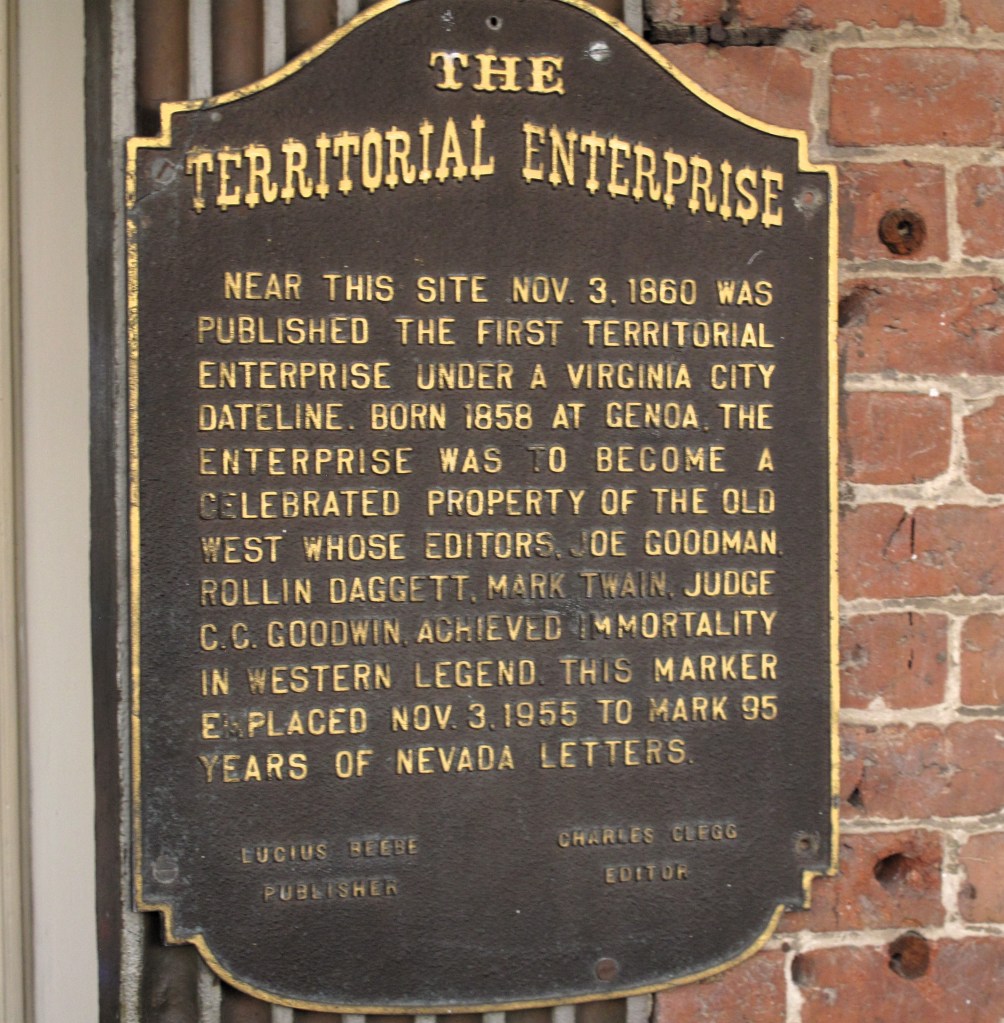 THE
TERRITORIAL ENTERPRISE
NEAR THIS SITE NOV. 3, 1860 WAS
PUBLISHED THE FIRST TERRITORIAL
ENTERPRISE UNDER A VIRGINIA CITY
DATELINE. BORN 1858 AT GENOA, THE
ENTERPRISE WAS TO BECOME A
CELEBRATED PROPERTY OF THE OLD
WEST WHOSE EDITORS, JOE GOODMAN,
ROLLIN DAGGETT, MARK TWAIN, JUDGE
C.C. GOODWIN, ACHIEVED IMMORTALITY
IN WESTERN LEGEND. THIS MARKER
EMPLACED NOV. 3, 1955 TO MARK 95
YEARS OF NEVADA LETTERS.
LUCIUS BEEBE
PUBLISHER
CHARLES CLEGG
EDITOR